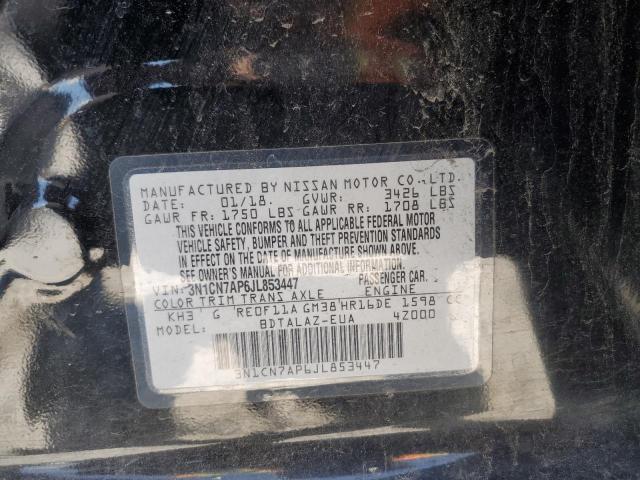 MANUFACTURED BY NISSAN MOTOR CO., LTD.
DATE: 01/18. GVWR: 3426 LBS
GAWR FR: 1750 LBS GAWR RR: 1708 LBS
THIS VEHICLE CONFORMS TO ALL APPLICABLE FEDERAL MOTOR
VEHICLE SAFETY, BUMPER AND THEFT PREVENTION STANDARDS
IN EFFECT ON THE DATE OF MANUFACTURE SHOWN ABOVE.
SEE OWNER'S MANUAL FOR ADDITIONAL INFORMATION.
VIN: 3N1CN7AP6JL853447 PASSENGER CAR
COLOR TRIM TRANS AXLE ENGINE
KH3 G RE0F11A GM38 HR16DE 1598 CC
MODEL: BDTALAZ-EUA 4Z000
3N1CN7AP6JL853447